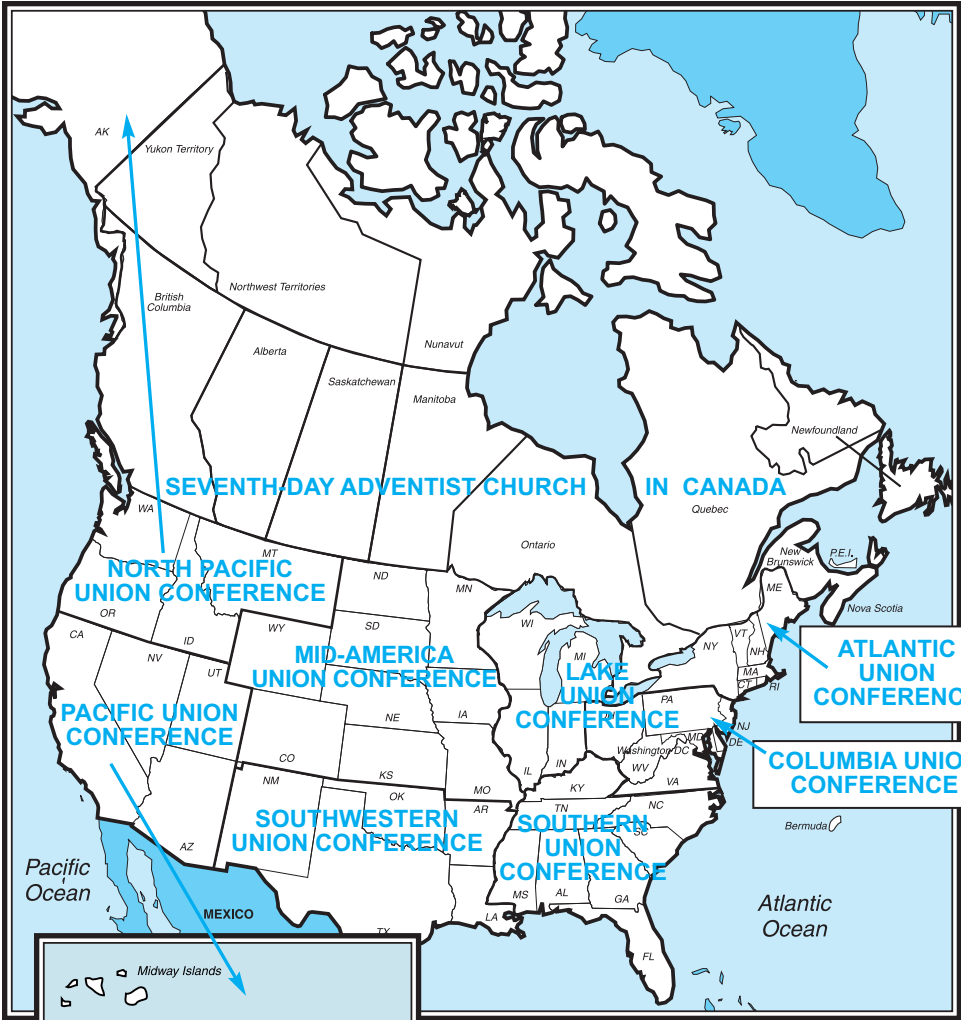 AK
Yukon Territory
Northwest Territories
British
Columbia
Nunavut
Alberta
Saskatchewan
Manitoba
Newfoundland
SEVENTH-DAY ADVENTIST CHURCH IN CANADA
Quebec
WA
Ontario
MT
New
Brunswick
P.E.I.
NORTH PACIFIC
UNION CONFERENCE
ND
MN
ME
Nova Scotia
OR
CA
ID
WY
SD
WI
NY
VT
NH
NV
UT
MID-AMERICA
UNION CONFERENCE
MI
LAKE
UNION
CONFERENCE
MA
CT
RI
ATLANTIC
UNION
CONFERENC
PACIFIC UNION
CONFERENCE
NE
IA
PA
NJ
MD
DE
Washington DC
COLUMBIA UNIO
CONFERENCE
CO
KS
MO
IL
IN
WV
VA
KY
NM
OK
AR
TN
NC
SC
SOUTHWESTERN
UNION CONFERENCE
SOUTHERN
UNION
CONFERENCE
Bermuda
AZ
Pacific
Ocean
MEXICO
TX
LA
MS
AL
GA
FL
Atlantic
Ocean
Midway Islands